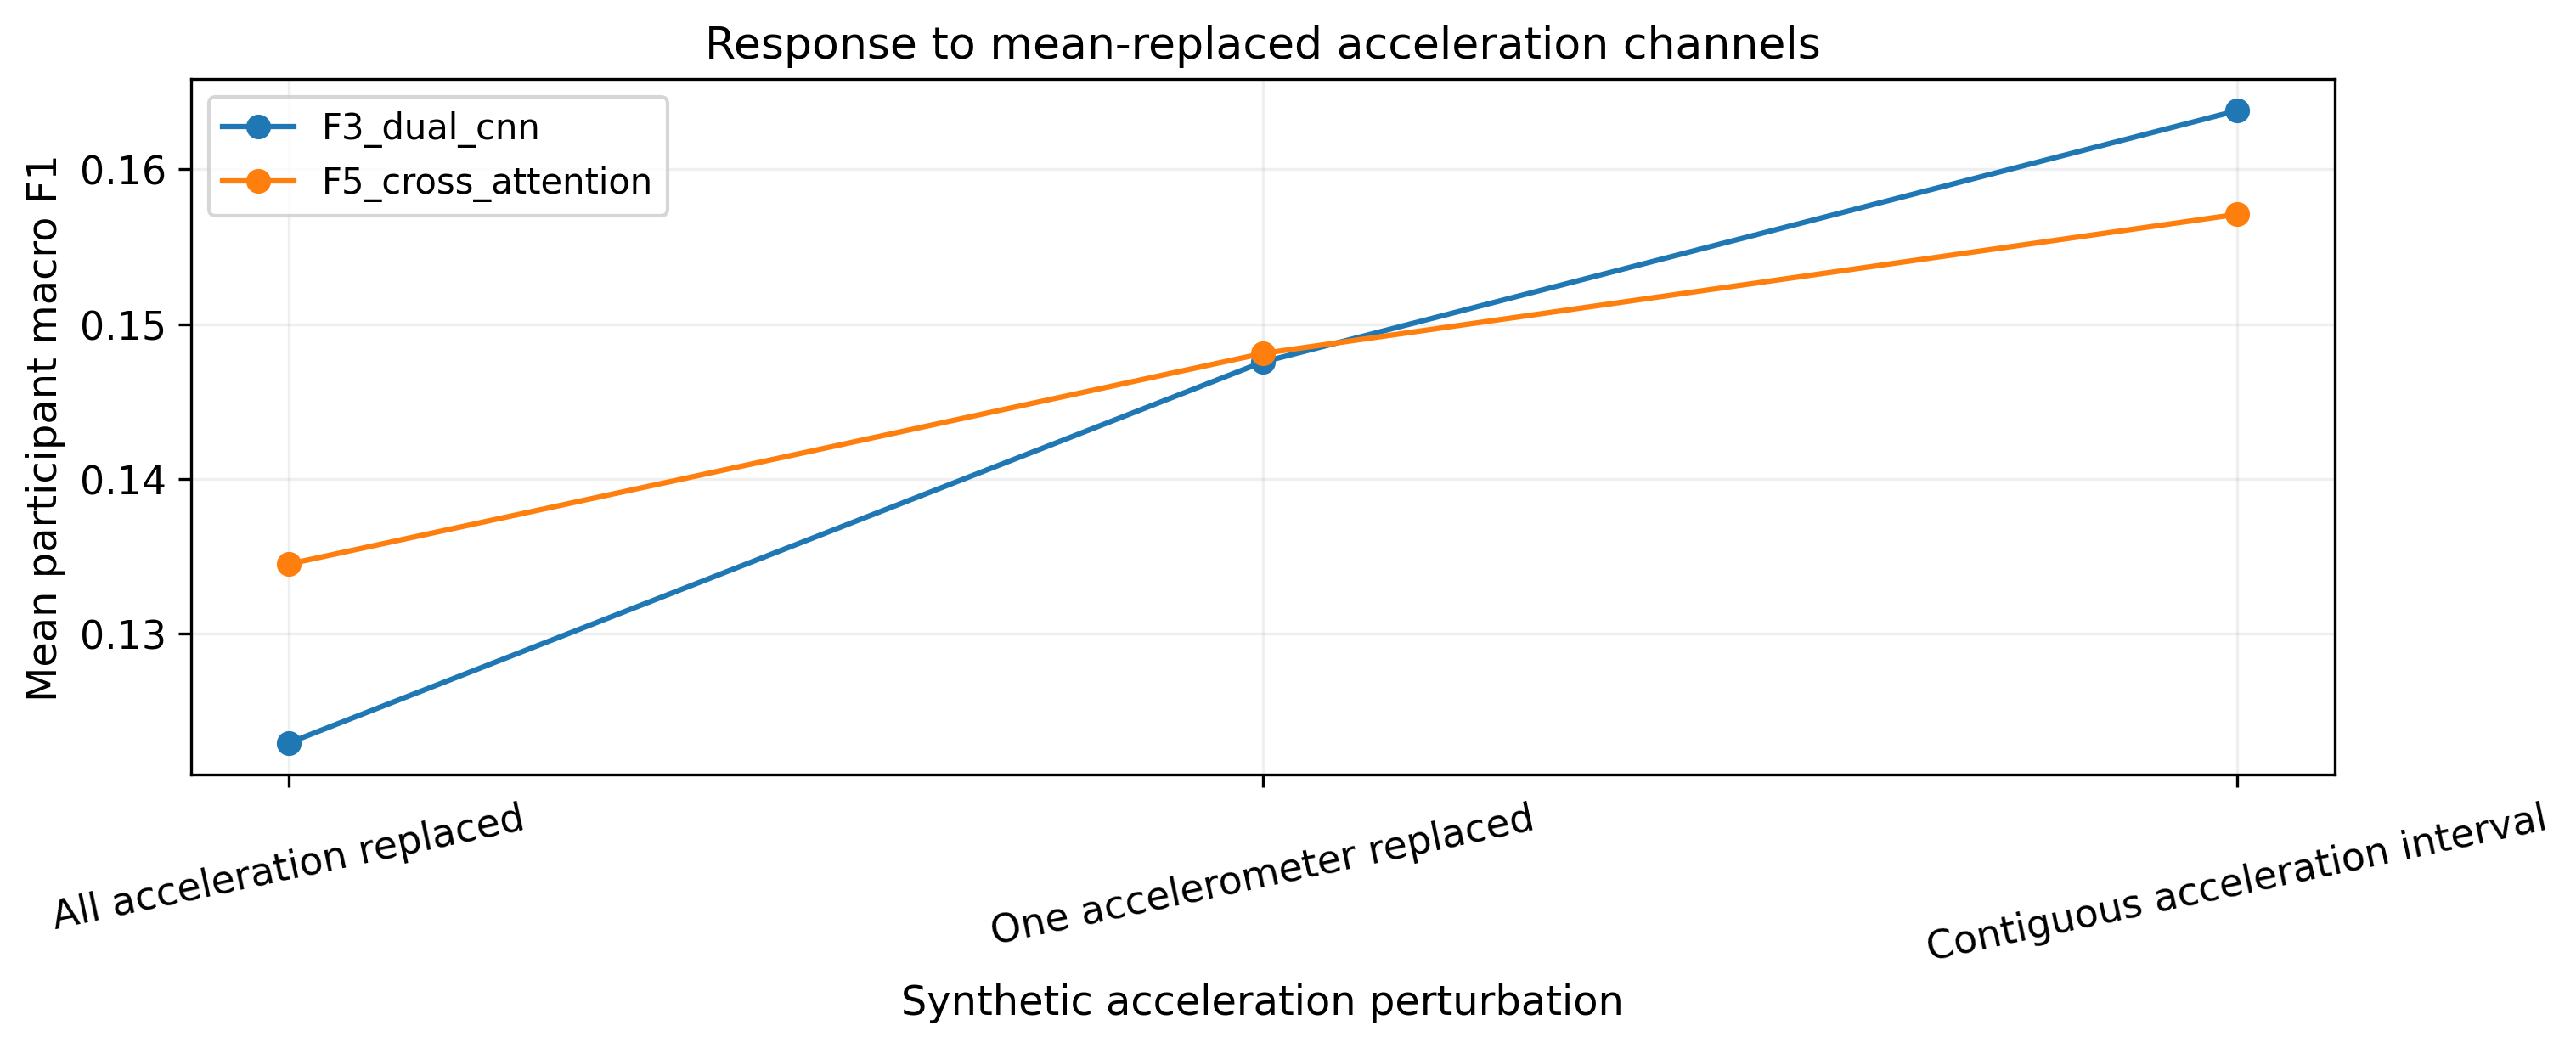 Response to mean-replaced acceleration channels
F3_dual_cnn
F5_cross_attention
Mean participant macro F1
0.16
0.15
0.14
0.13
All acceleration replaced
One accelerometer replaced
Contiguous acceleration interval
Synthetic acceleration perturbation